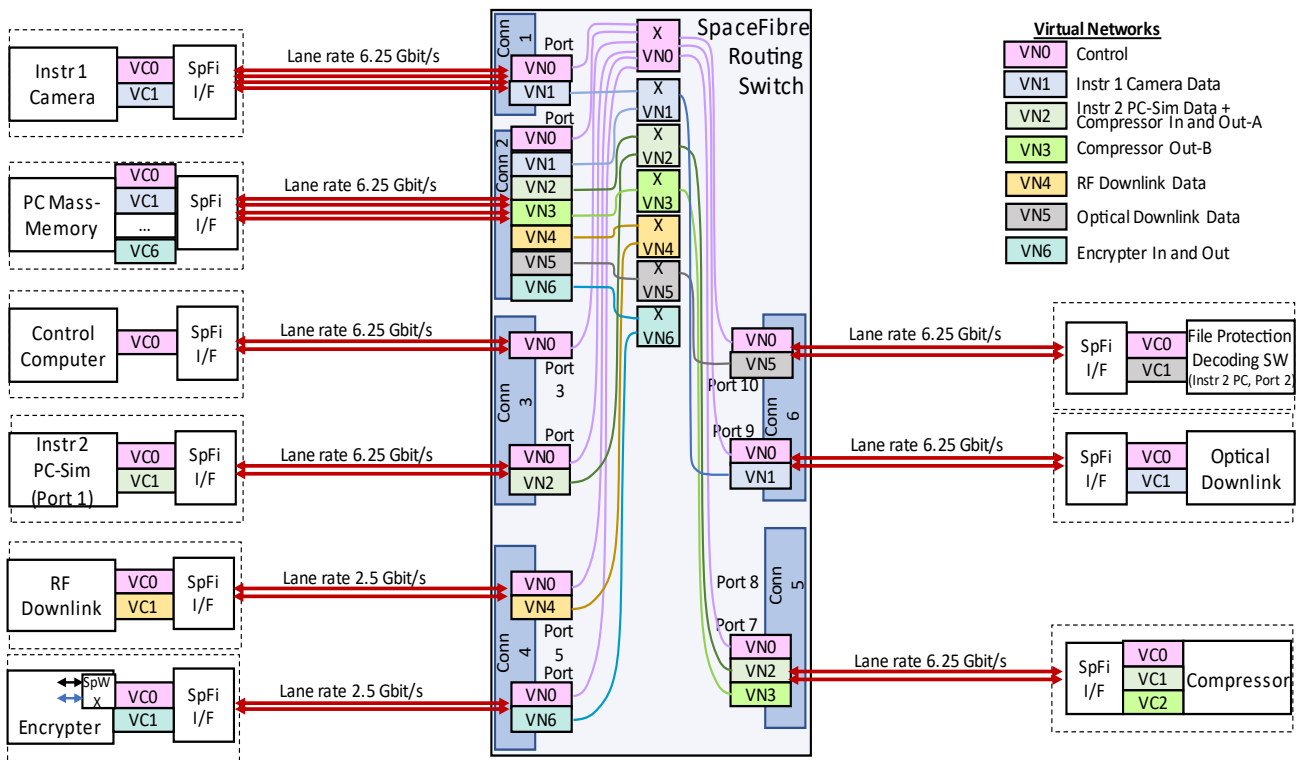 SpaceFibre
Routing
Switch
Virtual Networks
VN0 Control
VN1 Instr 1 Camera Data
VN2 Instr 2 PC-Sim Data +
Compressor In and Out-A
VN3 Compressor Out-B
VN4 RF Downlink Data
VN5 Optical Downlink Data
VN6 Encrypter In and Out
Instr 1
Camera
VC0
VC1
SpFi
I/F
Lane rate 6.25 Gbit/s
Conn
1
Port
VN0
VN1
PC Mass-
Memory
VC0
VC1
...
VC6
SpFi
I/F
Lane rate 6.25 Gbit/s
Conn 2
Port
VN0
VN1
VN2
VN3
VN4
VN5
VN6
Control
Computer
VC0
SpFi
I/F
Lane rate 6.25 Gbit/s
Conn
3
VN0
Port
3
Instr 2
PC-Sim
(Port 1)
VC0
VC1
SpFi
I/F
Lane rate 6.25 Gbit/s
Port
VN0
VN2
RF
Downlink
VC0
VC1
SpFi
I/F
Lane rate 2.5 Gbit/s
Conn
4
VN0
VN4
Port
5
SpW
X
Encrypter
VC0
VC1
SpFi
I/F
Lane rate 2.5 Gbit/s
Port
VN0
VN6
X
VN0
X
VN1
X
VN2
X
VN3
X
VN4
X
VN5
X
VN6
VN0
VN5
Port 10
Conn
6
Lane rate 6.25 Gbit/s
SpFi
I/F
VC0
VC1
File Protection
Decoding SW
(Instr 2 PC, Port 2)
Port 9
VN0
VN1
Lane rate 6.25 Gbit/s
SpFi
I/F
VC0
VC1
Optical
Downlink
Port 8
Conn
5
Port 7
VN0
VN2
VN3
Lane rate 6.25 Gbit/s
SpFi
I/F
VC0
VC1
VC2
Compressor